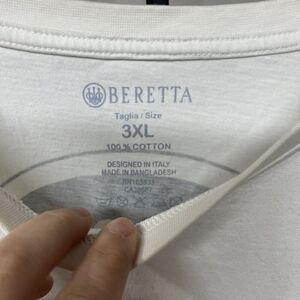 BERETTA
Taglia / Size
3XL
100% COTTON
DESIGNED IN ITALY
MADE IN BANGLADESH